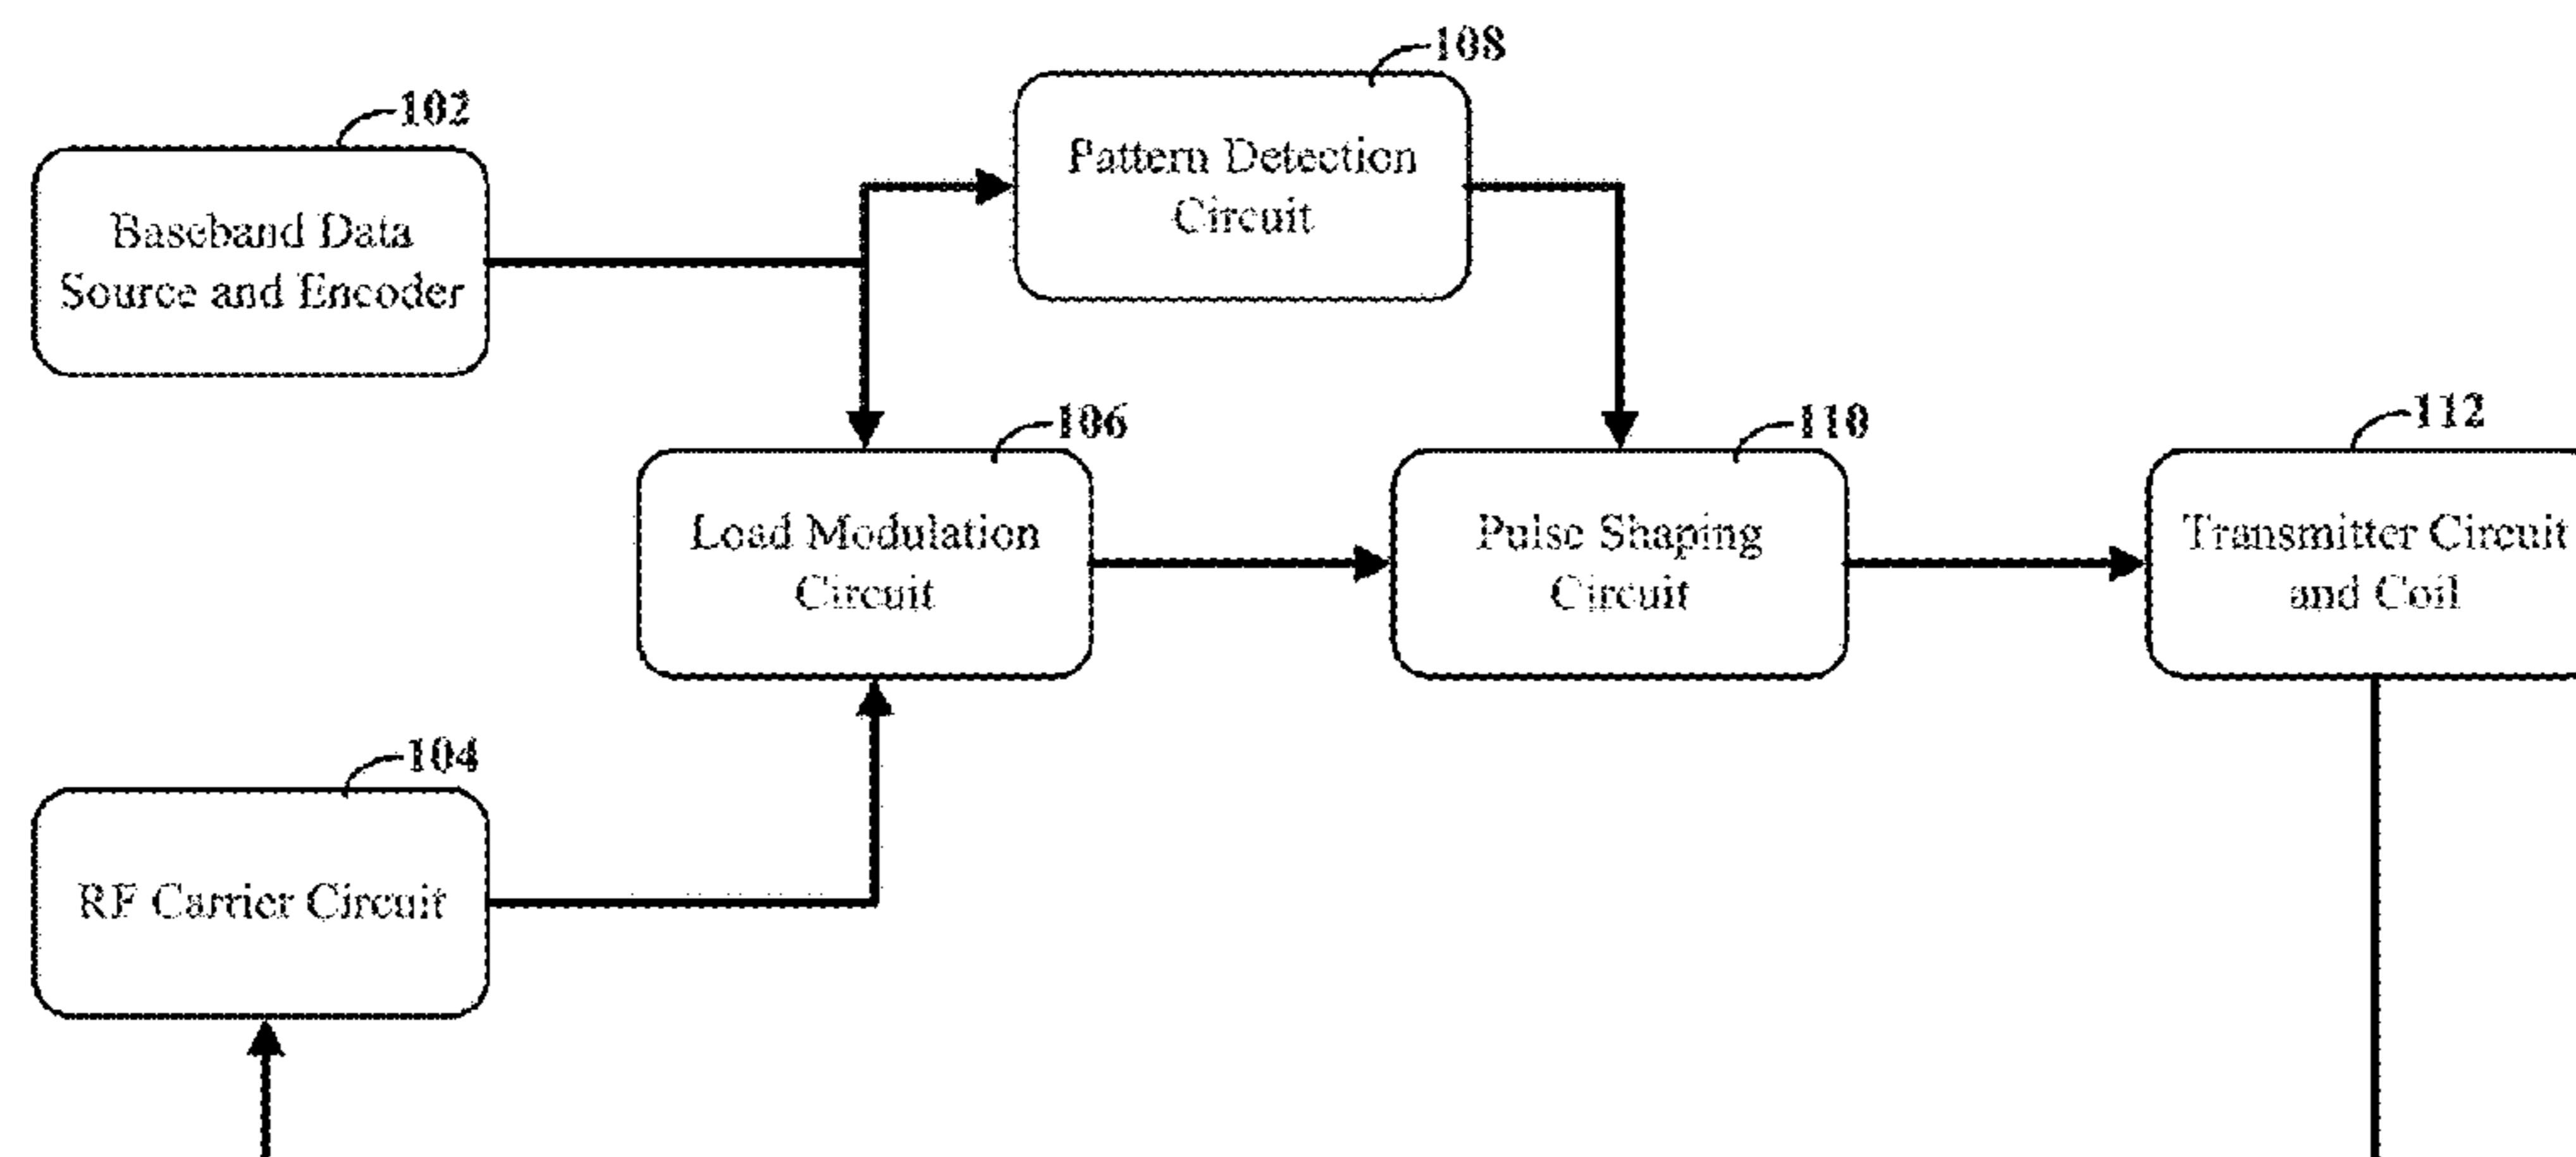 108
102
Pattern Detection
Circuit
Baseband Data
Source and Encoder
106
110
112
Load Modulation
Circuit
Pulse Shaping
Circuit
Transmitter Circuit
and Coil
104
RF Carrier Circuit